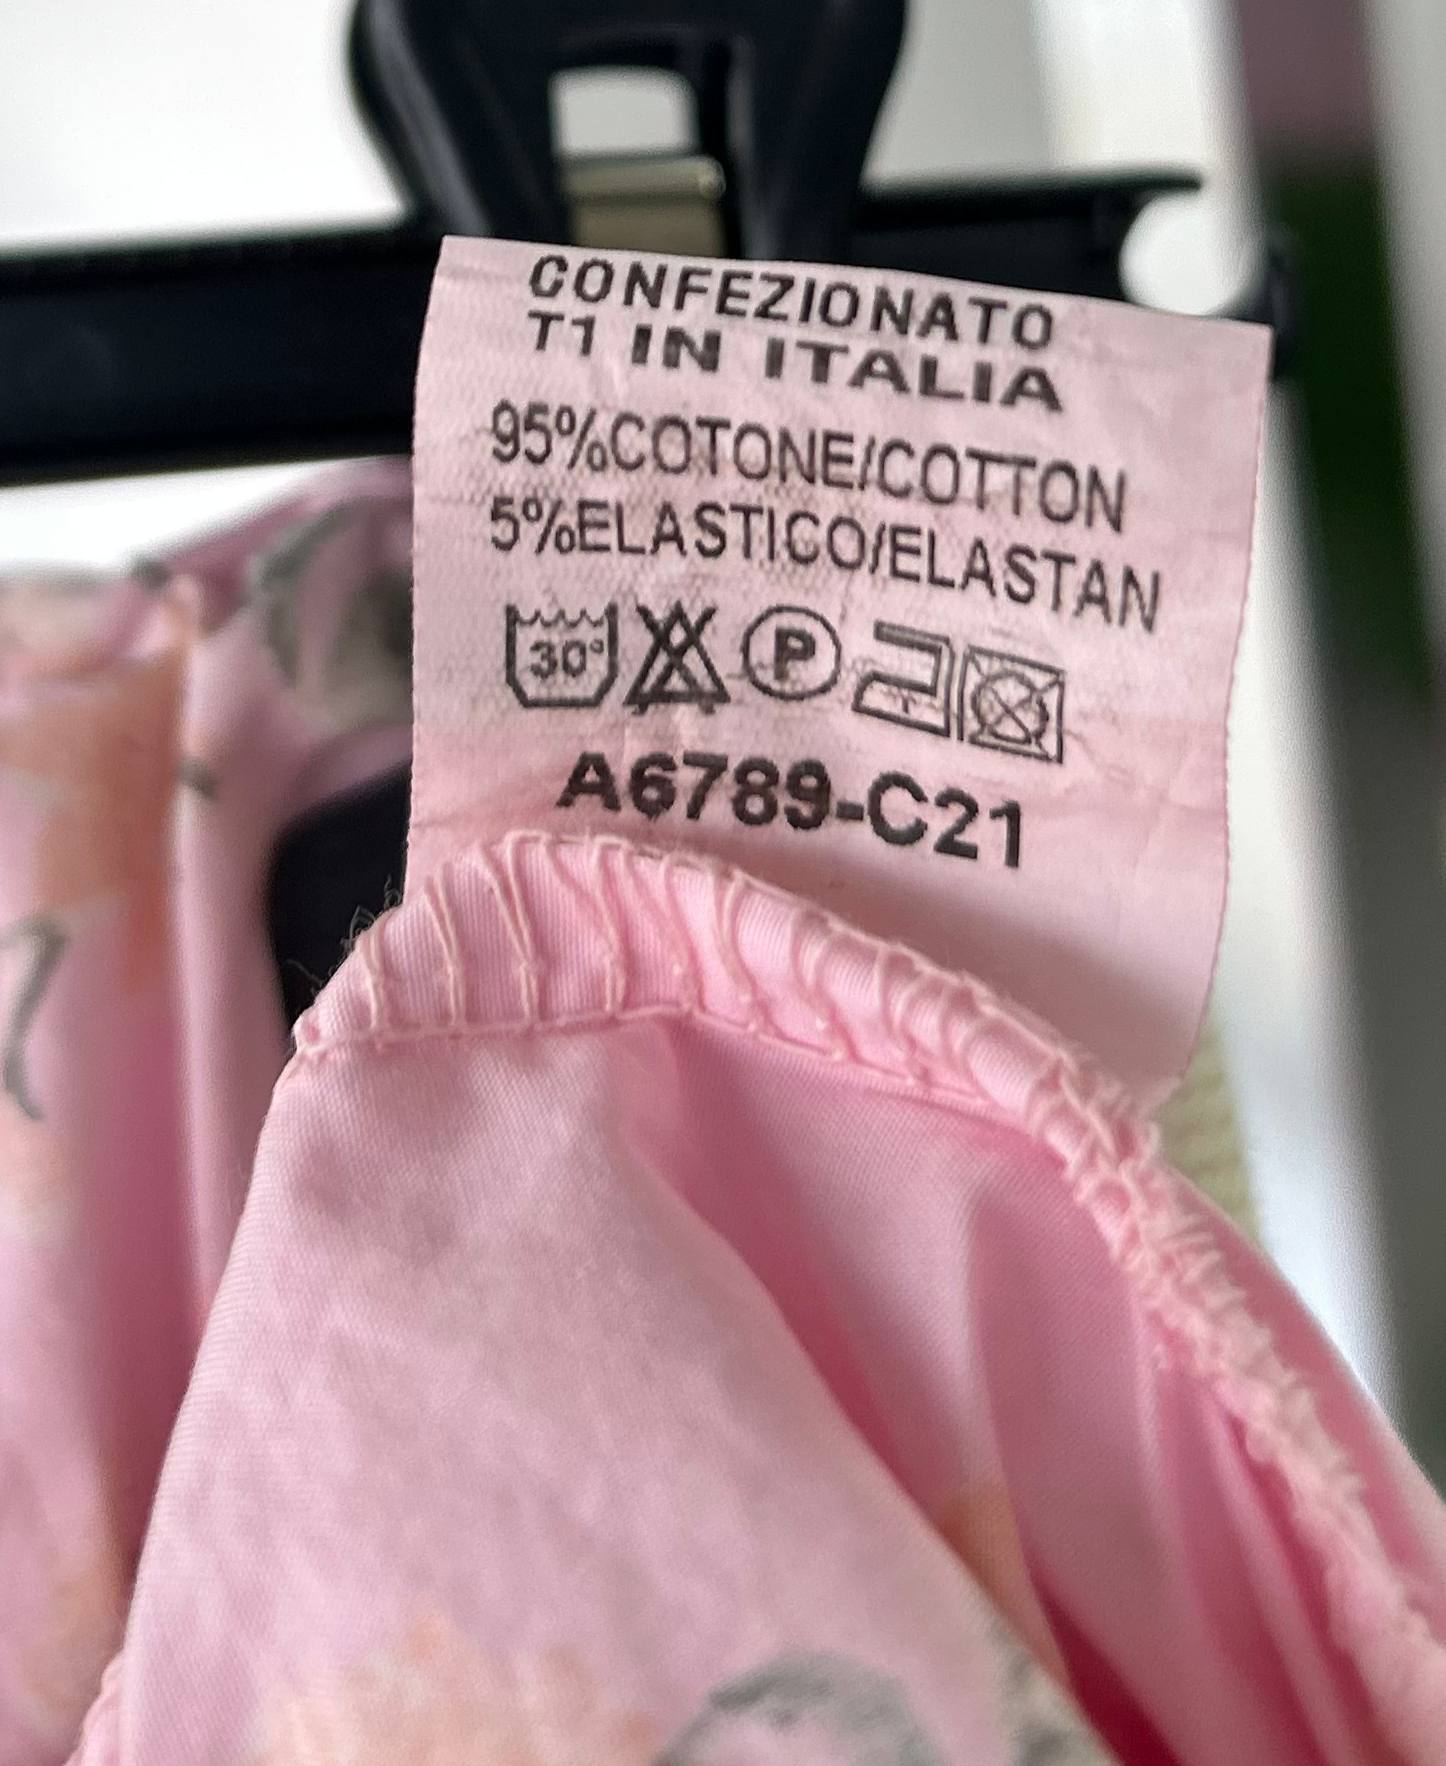 CONFEZIONATO
T1 IN ITALIA
95%COTONE/COTTON
5%ELASTICO/ELASTAN
30° P
A6789-C21